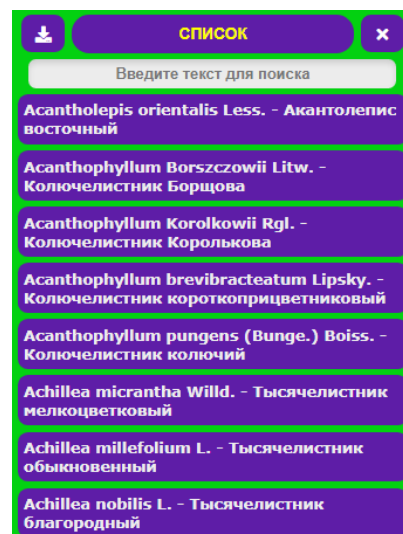 СПИСОК
Введите текст для поиска
Acantholepis orientalis Less. - Акантолепис
восточный
Acanthophyllum Borszczowii Litw. -
Колючелистник Борщова
Acanthophyllum Korolkowii Rgl. -
Колючелистник Королькова
Acanthophyllum brevibracteatum Lipsky. -
Колючелистник короткоприцветниковый
Acanthophyllum pungens (Bunge.) Boiss. -
Колючелистник колючий
Achillea micrantha Willd. - Тысячелистник
мелкоцветковый
Achillea millefolium L. - Тысячелистник
обыкновенный
Achillea nobilis L. - Тысячелистник
благородный